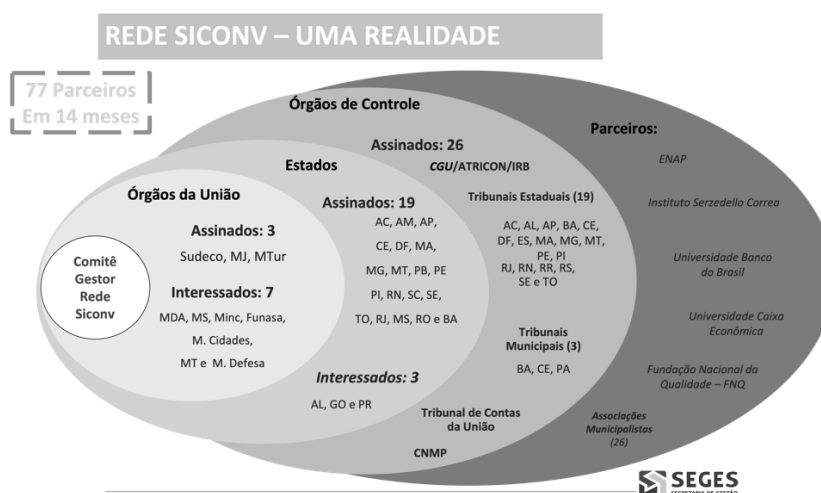 REDE SICONV – UMA REALIDADE
77 Parceiros
Em 14 meses
Comitê
Gestor
Rede
Siconv
Órgãos da União
Assinados: 3
Sudeco, MJ, MTur
Interessados: 7
MDA, MS, Minc, Funasa,
M. Cidades,
MT e M. Defesa
Estados
Assinados: 19
AC, AM, AP,
CE, DF, MA,
MG, MT, PB, PE
PI, RN, SC, SE,
TO, RJ, MS, RO e BA
Interessados: 3
AL, GO e PR
Órgãos de Controle
Assinados: 26
CGU/ATRICON/IRB
Tribunais Estaduais (19)
AC, AL, AP, BA, CE,
DF, ES, MA, MG, MT,
PE, PI
RJ, RN, RR, RS,
SE e TO
Tribunais
Municipais (3)
BA, CE, PA
Tribunal de Contas
da União
CNMP
Parceiros:
ENAP
Instituto Serzedello Correa
Universidade Banco
do Brasil
Universidade Caixa
Econômica
Fundação Nacional da
Qualidade – FNQ
Associações
Municipalistas
(26)
SEGES
SECRETARIA DE GESTÃO